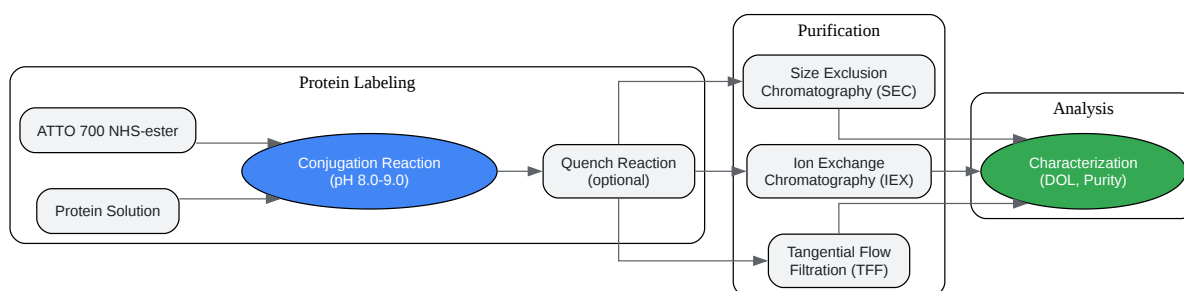 Protein Labeling
ATTO 700 NHS-ester
Protein Solution
Conjugation Reaction
(pH 8.0-9.0)
Quench Reaction
(optional)
Purification
Size Exclusion
Chromatography (SEC)
Ion Exchange
Chromatography (IEX)
Tangential Flow
Filtration (TFF)
Analysis
Characterization
(DOL, Purity)